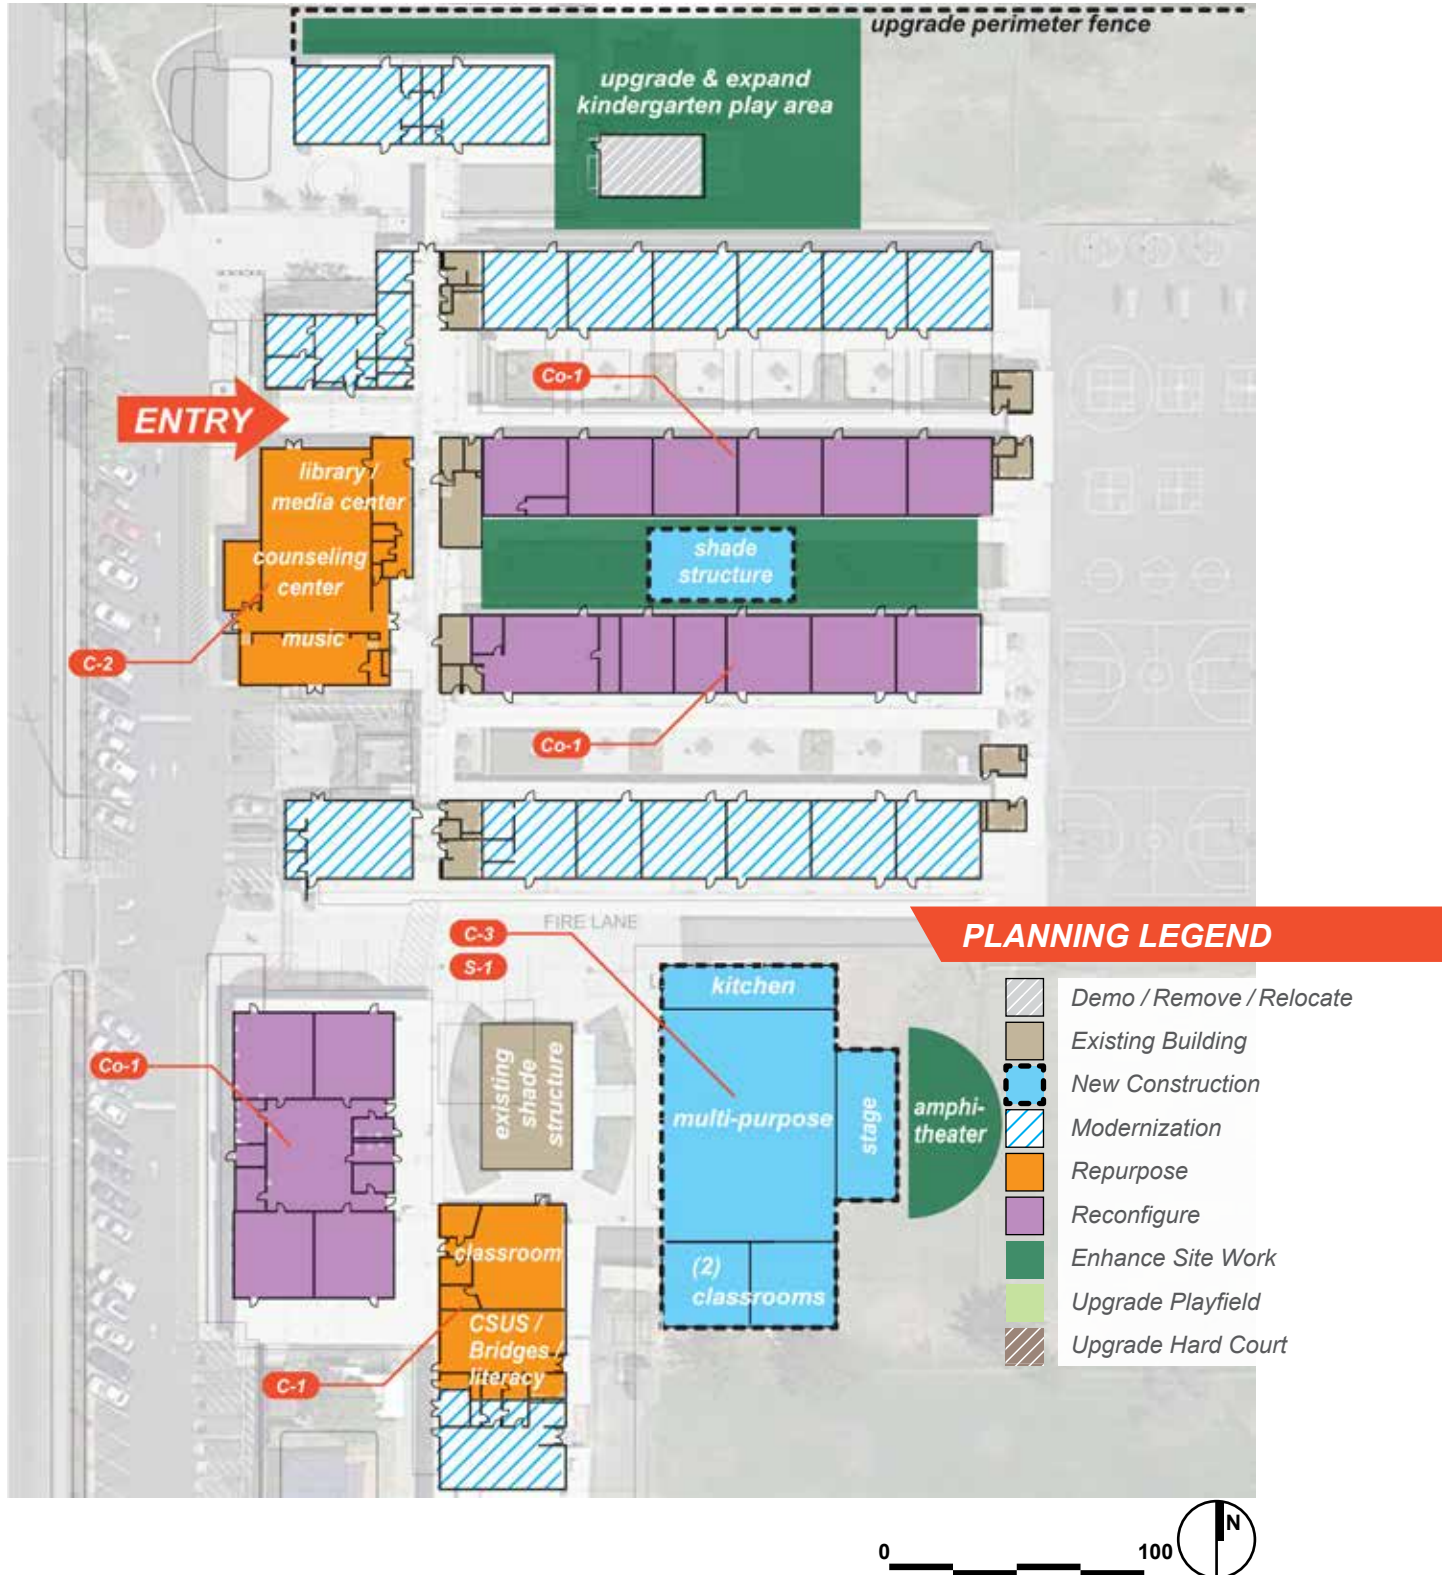 upgrade perimeter fence
upgrade & expand
kindergarten play area
Co-1
ENTRY
library /
media center
counseling
center
music
shade
structure
C-2
Co-1
FIRE LANE
C-3
S-1
PLANNING LEGEND
Demo / Remove / Relocate
Existing Building
New Construction
Modernization
Repurpose
Reconfigure
Enhance Site Work
Upgrade Playfield
Upgrade Hard Court
kitchen
Co-1
existing
shade
structure
multi-purpose
stage
amphi-
theater
classroom
(2)
classrooms
CSUS /
Bridges /
literacy
C-1
N
0
100